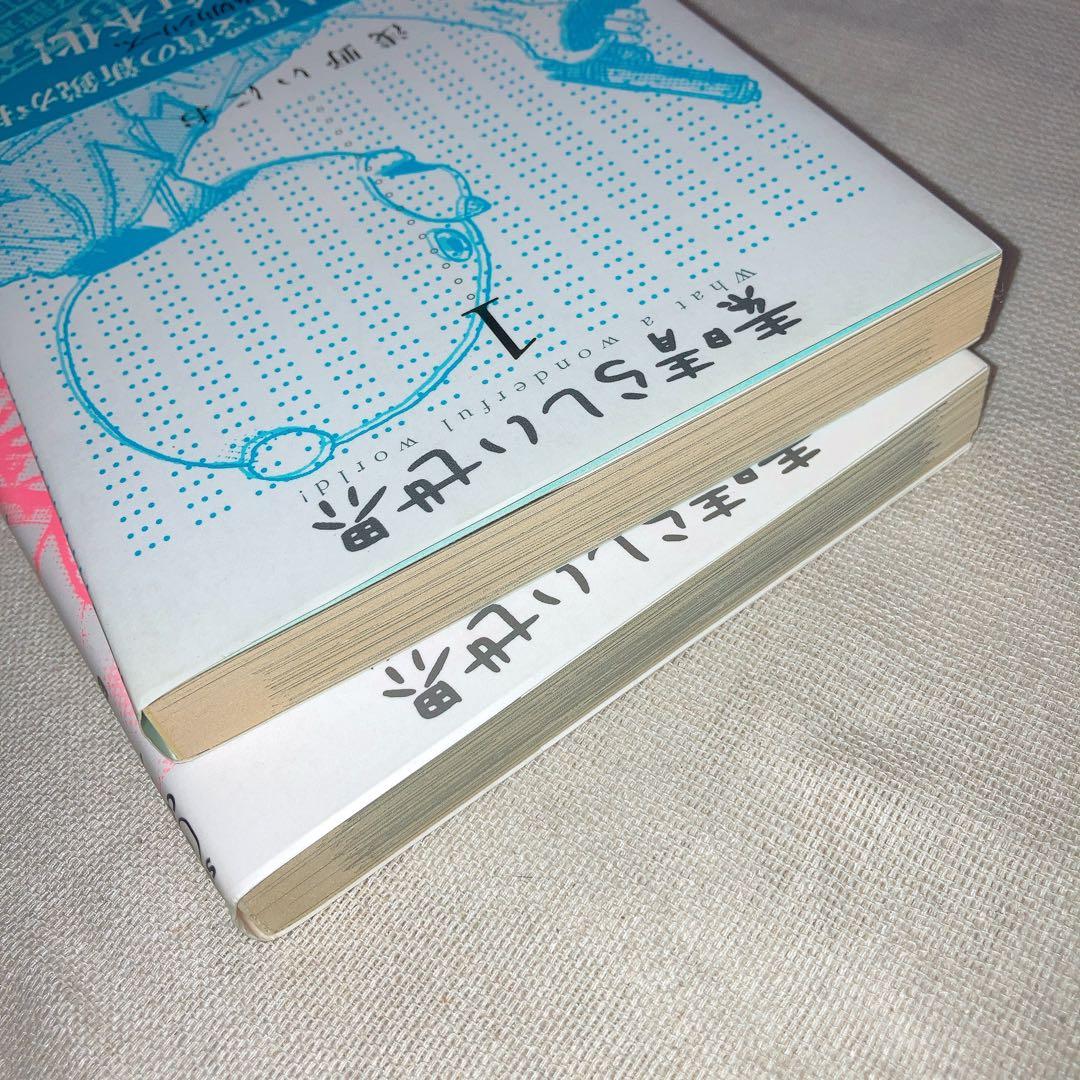 素晴らしい世界
What a wonderful world!
1
浅野いにお
素晴らしい世界